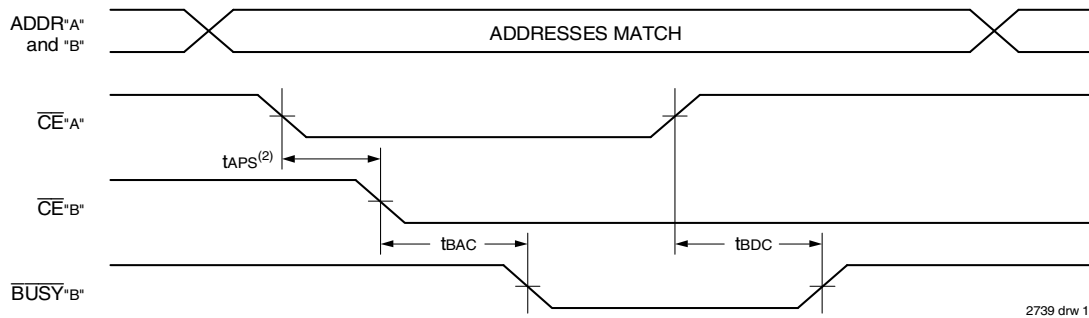 ADDR"A"
and "B"
ADDRESSES MATCH
CE"A"
tAPS(2)
CE"B"
tBAC
tBDC
BUSY"B"
2739 drw 1